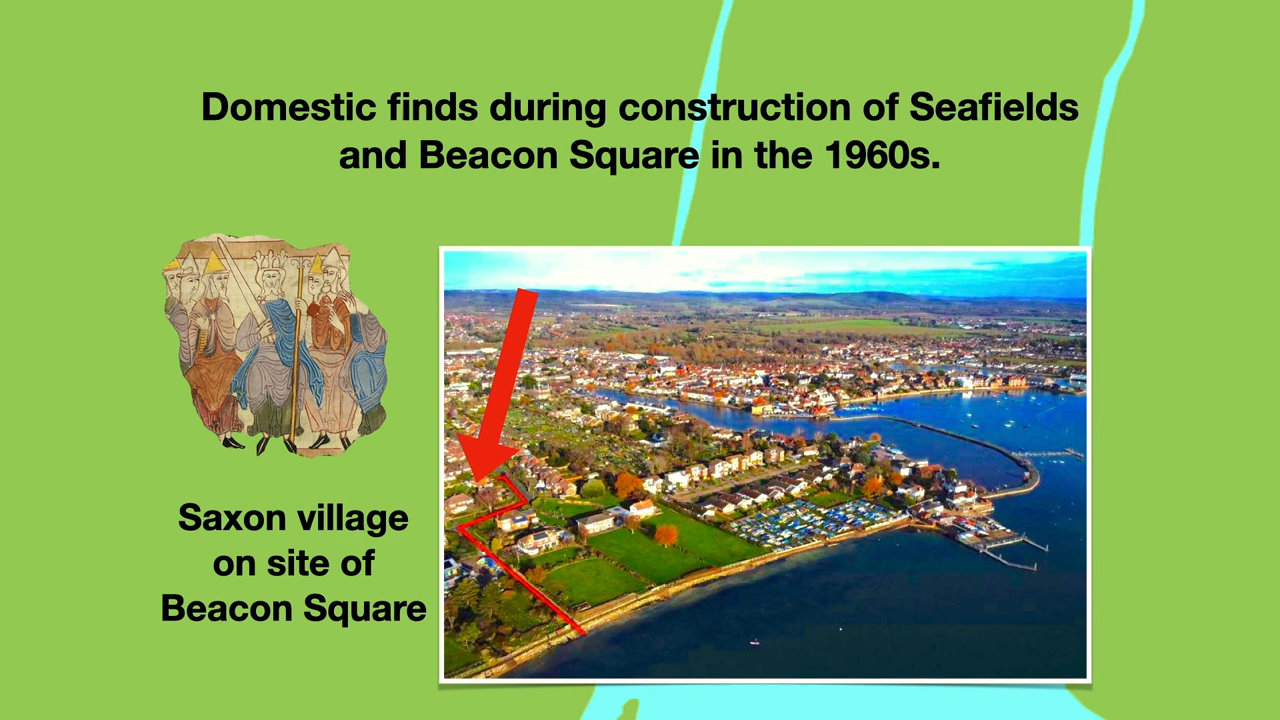 Domestic finds during construction of Seafields
and Beacon Square in the 1960s.
Saxon village
on site of
Beacon Square